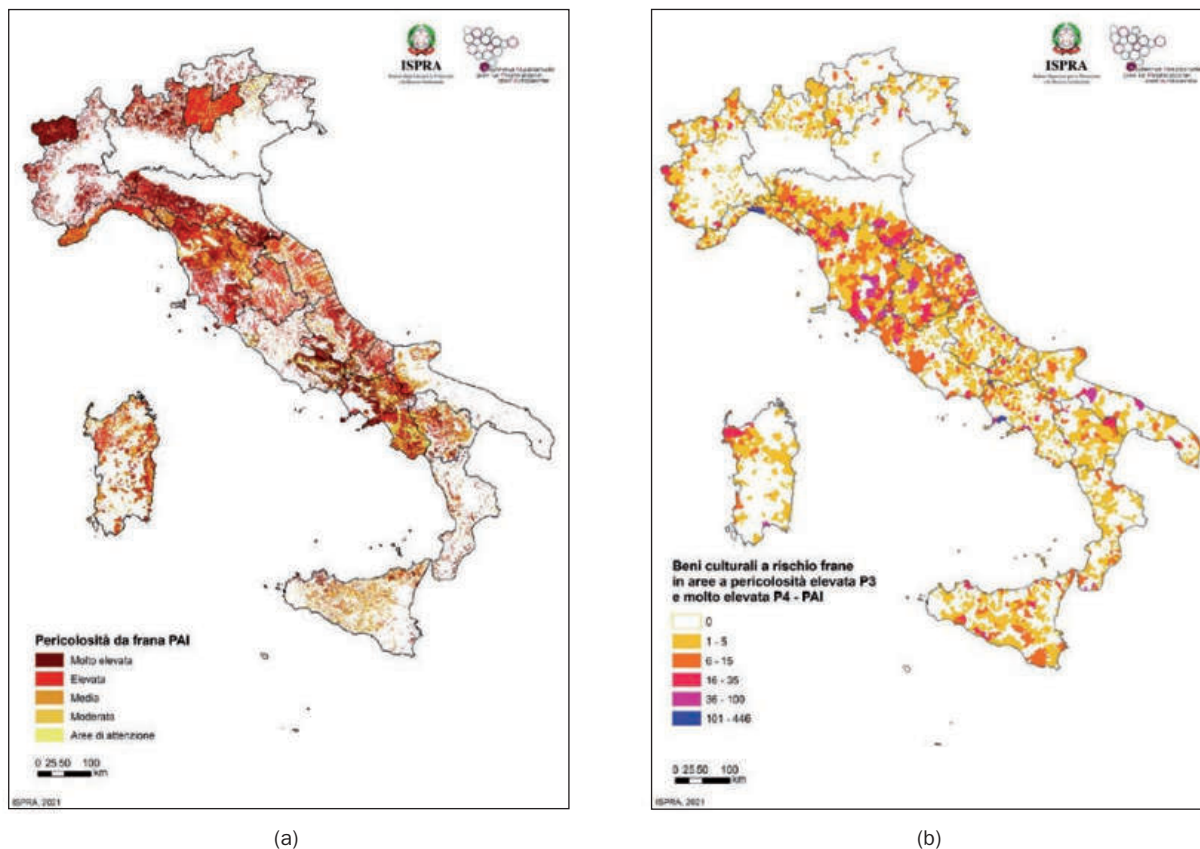 ISPRA
Pericolosità da frana PAI
Molto elevata
Elevata
Media
Moderata
Aree di attenzione
0 25 50 100
km
ISPRA, 2021
(a)
ISPRA
Beni culturali a rischio frane
in aree a pericolosità elevata P3
e molto elevata P4 - PAI
0
1 - 5
6 - 15
16 - 35
36 - 100
101 - 446
0 25 50 100
km
ISPRA, 2021
(b)